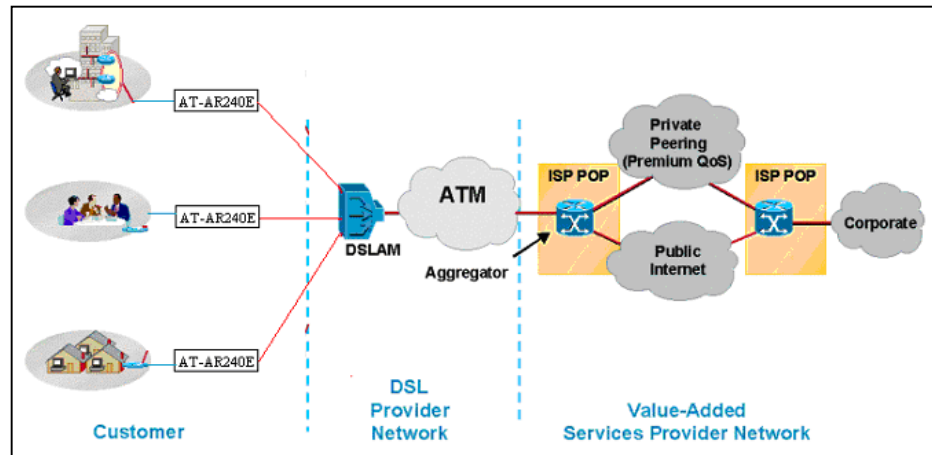 AT-AR240E
AT-AR240E
AT-AR240E
DSLAM
ATM
Aggregator
ISP POP
Private
Peering
(Premium QoS)
Public
Internet
ISP POP
Corporate
Customer
DSL
Provider
Network
Value-Added
Services Provider Network